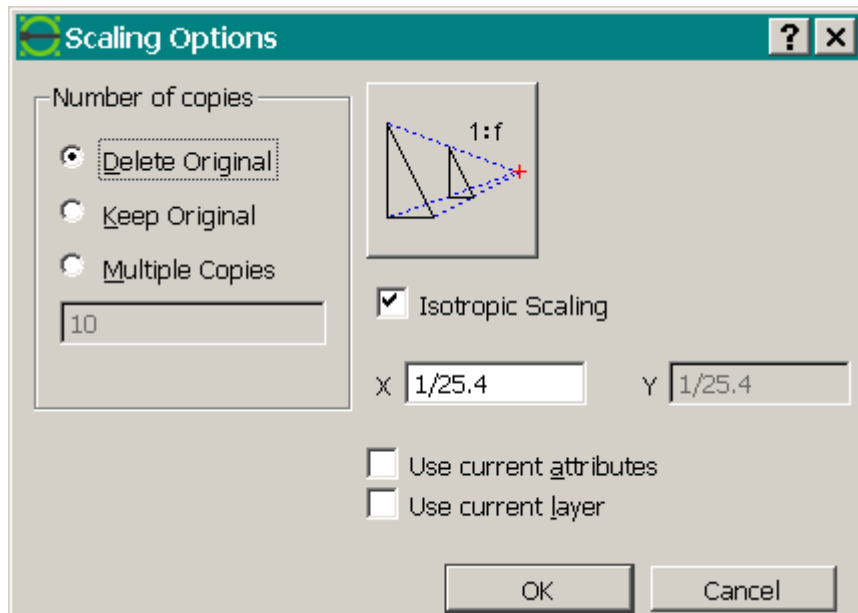 Scaling Options
Number of copies
Delete Original
Keep Original
Multiple Copies
10
1:f
Isotropic Scaling
X 1/25.4 Y 1/25.4
Use current attributes
Use current layer
OK Cancel